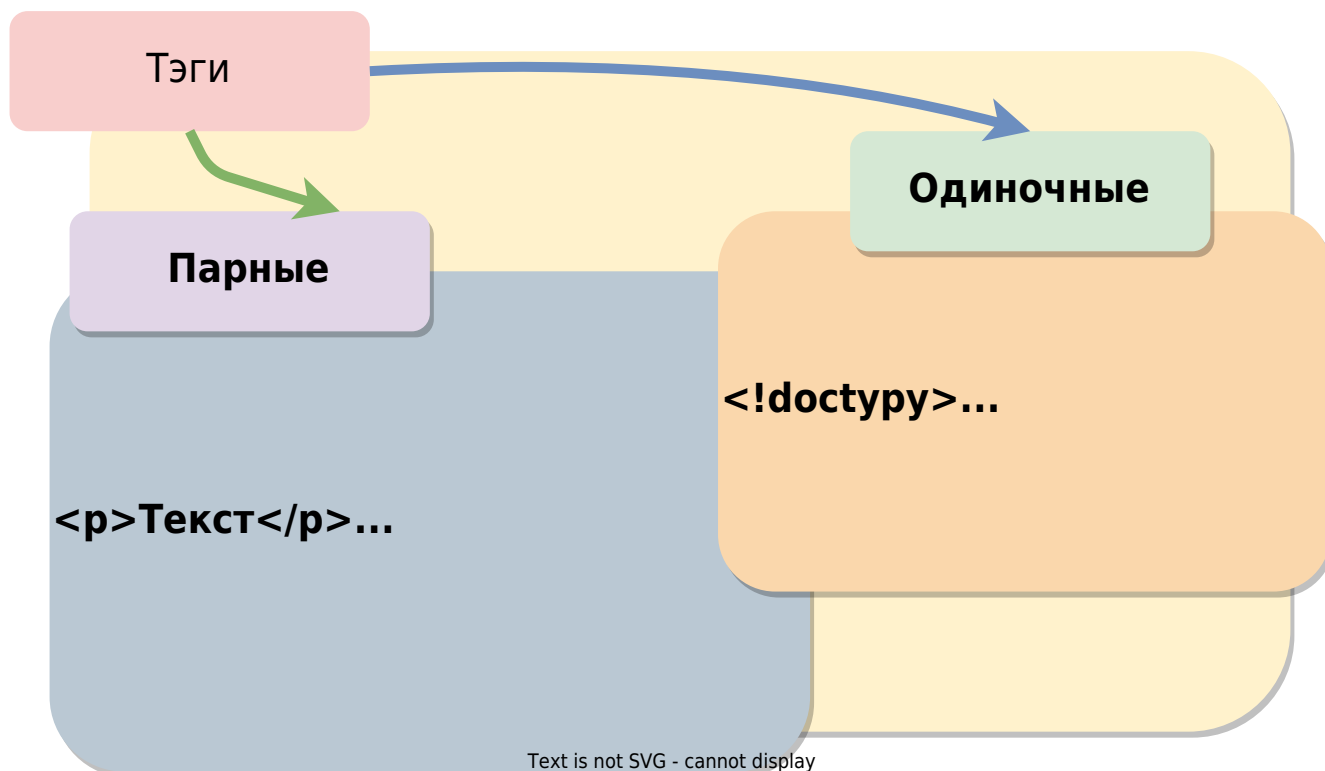 Тэги
Одиночные
Парные
<!doctypy>...
<p>Текст</p>...
Text is not SVG - cannot display